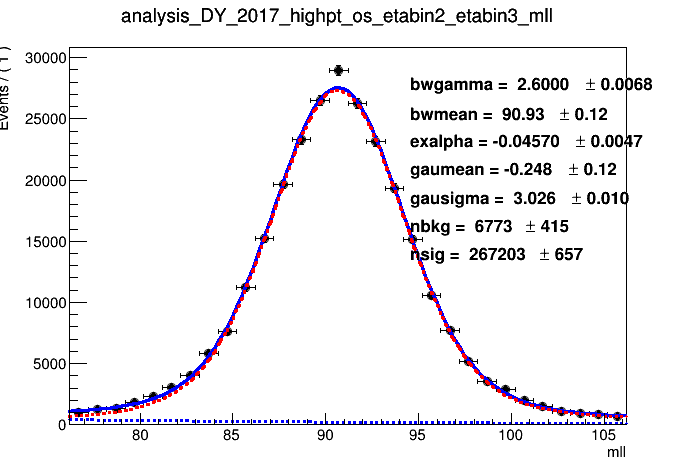 analysis_DY_2017_highpt_os_etabin2_etabin3_mll
Events / ( 1 )
30000
25000
20000
15000
10000
5000
0
bwgamma = 2.6000 ± 0.0068
bwmean = 90.93 ± 0.12
exalpha = -0.04570 ± 0.0047
gaumean = -0.248 ± 0.12
gausigma = 3.026 ± 0.010
nbkg = 6773 ± 415
nsig = 267203 ± 657
80 85 90 95 100 105
mll